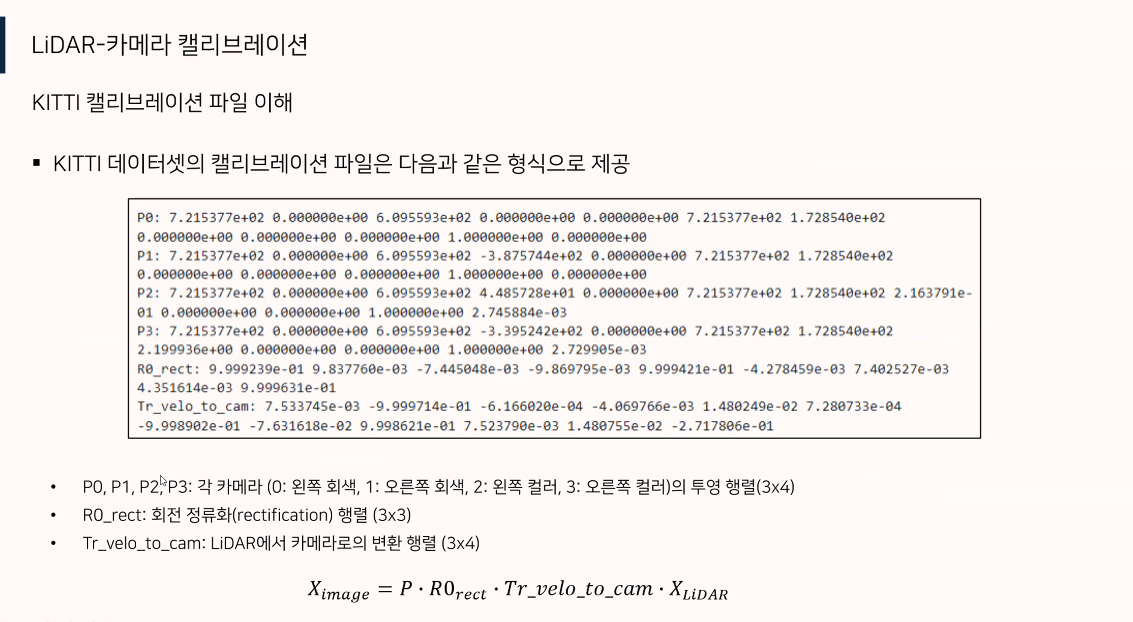 LiDAR-카메라 캘리브레이션
KITTI 캘리브레이션 파일 이해
▪ KITTI 데이터셋의 캘리브레이션 파일은 다음과 같은 형식으로 제공
P0: 7.215377e+02 0.000000e+00 6.095593e+02 0.000000e+00 0.000000e+00 7.215377e+02 1.728540e+02
0.000000e+00 0.000000e+00 0.000000e+00 1.000000e+00 0.000000e+00
P1: 7.215377e+02 0.000000e+00 6.095593e+02 -3.875744e+02 0.000000e+00 7.215377e+02 1.728540e+02
0.000000e+00 0.000000e+00 0.000000e+00 1.000000e+00 0.000000e+00
P2: 7.215377e+02 0.000000e+00 6.095593e+02 4.485728e+01 0.000000e+00 7.215377e+02 1.728540e+02 2.163791e-
01 0.000000e+00 0.000000e+00 1.000000e+00 2.745884e-03
P3: 7.215377e+02 0.000000e+00 6.095593e+02 -3.395242e+02 0.000000e+00 7.215377e+02 1.728540e+02
2.199936e+00 0.000000e+00 0.000000e+00 1.000000e+00 2.729905e-03
R0_rect: 9.999239e-01 9.837760e-03 -7.445048e-03 -9.869795e-03 9.999421e-01 -4.278459e-03 7.402527e-03
4.351614e-03 9.999631e-01
Tr_velo_to_cam: 7.533745e-03 -9.999714e-01 -6.166020e-04 -4.069766e-03 1.480249e-02 7.280733e-04
-9.998902e-01 -7.631618e-02 9.998621e-01 7.523790e-03 1.480755e-02 -2.717806e-01
• P0, P1, P2, P3: 각 카메라 (0: 왼쪽 회색, 1: 오른쪽 회색, 2: 왼쪽 컬러, 3: 오른쪽 컬러)의 투영 행렬(3x4)
• R0_rect: 회전 정류화(rectification) 행렬 (3x3)
• Tr_velo_to_cam: LiDAR에서 카메라로의 변환 행렬 (3x4)
X_image = P · R0_rect · Tr_velo_to_cam · X_LiDAR